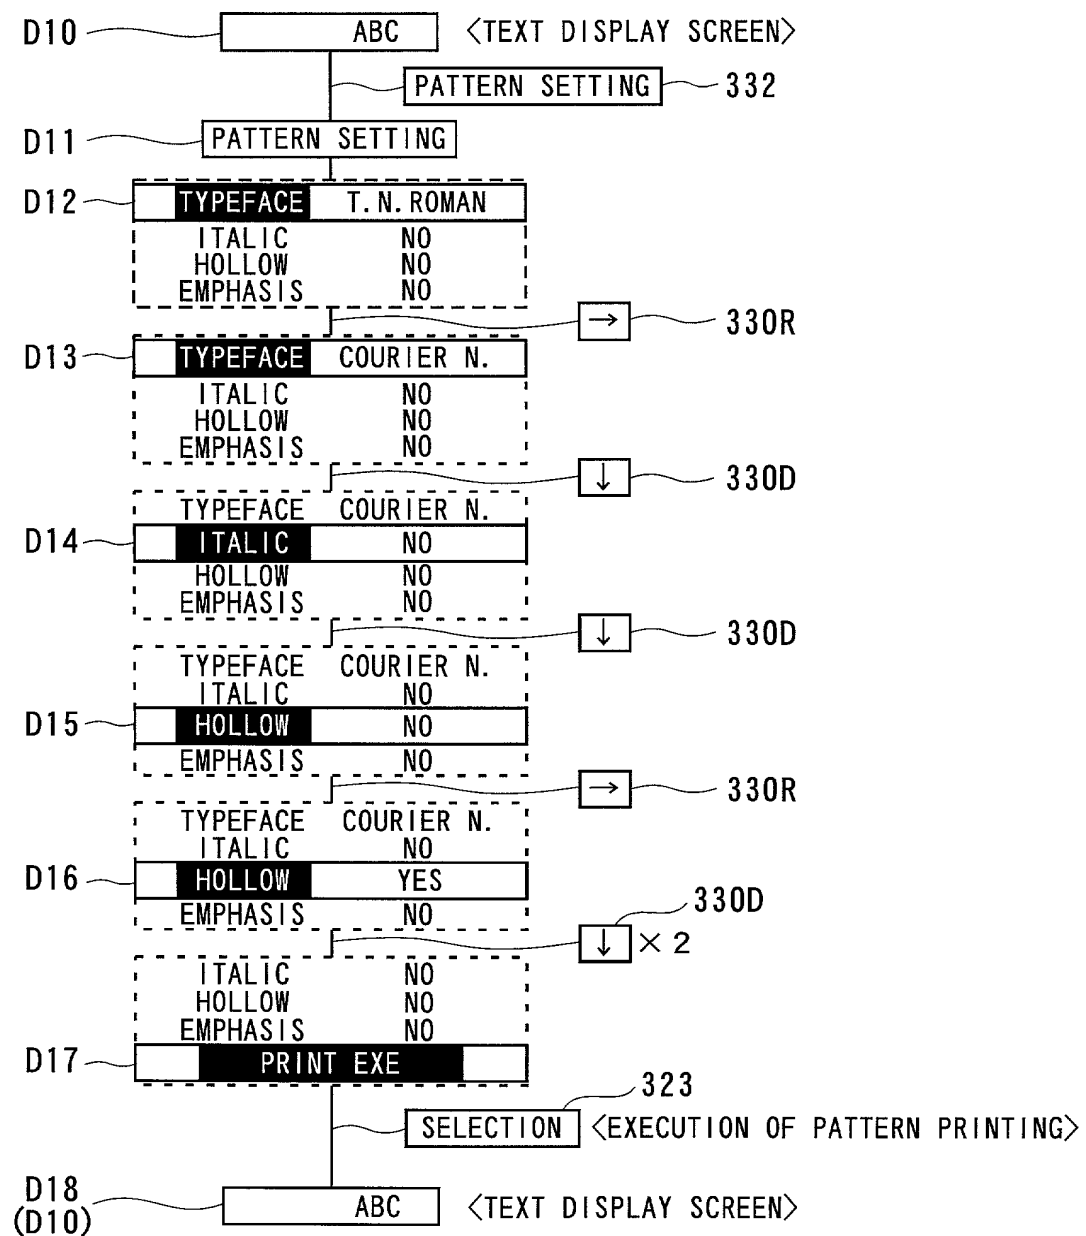 D10 ABC <TEXT DISPLAY SCREEN>
PATTERN SETTING 332
D11 PATTERN SETTING
D12 TYPEFACE T.N.ROMAN
ITALIC NO
HOLLOW NO
EMPHASIS NO
→ 330R
D13 TYPEFACE COURIER N.
ITALIC NO
HOLLOW NO
EMPHASIS NO
↓ 330D
TYPEFACE COURIER N.
D14 ITALIC NO
HOLLOW NO
EMPHASIS NO
↓ 330D
TYPEFACE COURIER N.
ITALIC NO
D15 HOLLOW NO
EMPHASIS NO
→ 330R
TYPEFACE COURIER N.
ITALIC NO
D16 HOLLOW YES
EMPHASIS NO
330D
↓ ×2
ITALIC NO
HOLLOW NO
EMPHASIS NO
D17 PRINT EXE
323
SELECTION <EXECUTION OF PATTERN PRINTING>
D18 (D10) ABC <TEXT DISPLAY SCREEN>